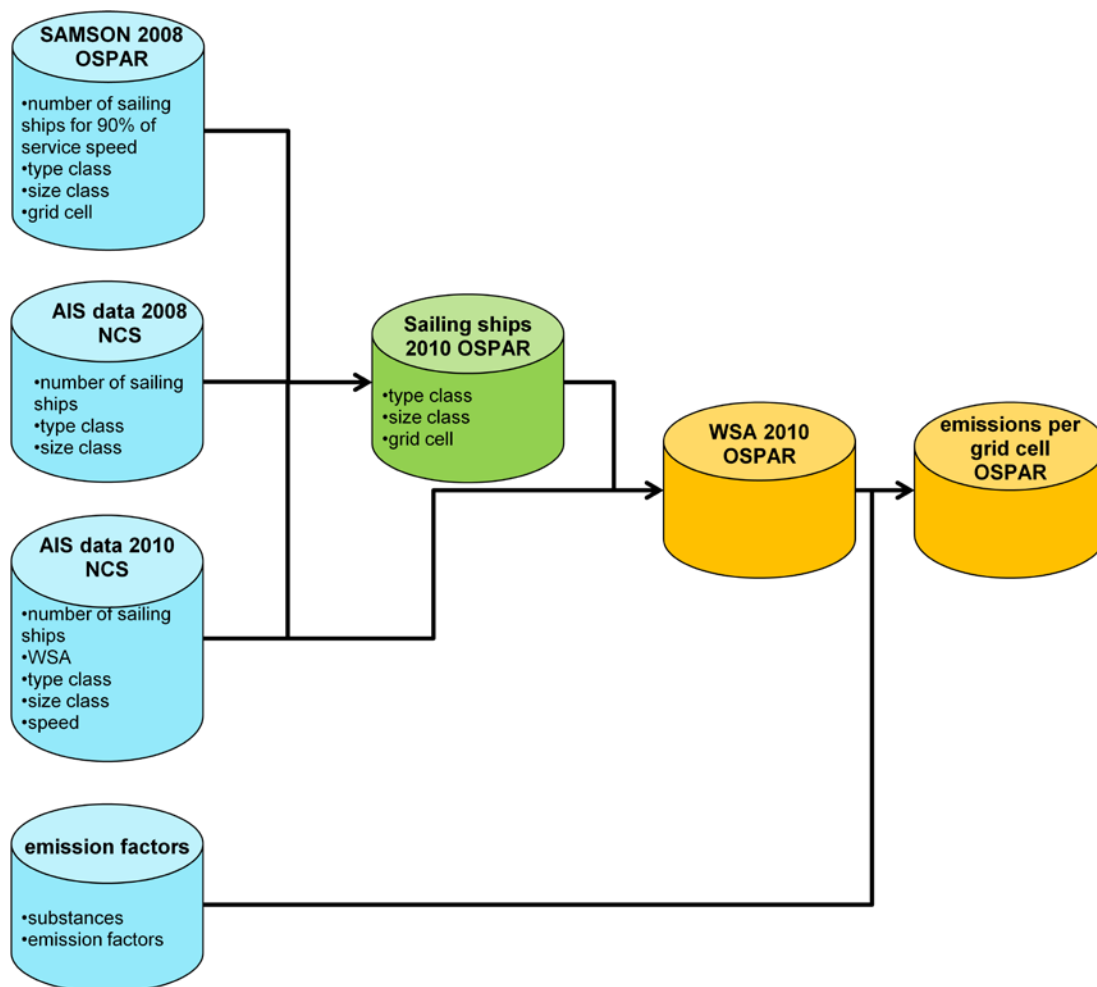 SAMSON 2008
OSPAR
•number of sailing
ships for 90% of
service speed
•type class
•size class
•grid cell
AIS data 2008
NCS
•number of sailing
ships
•type class
•size class
Sailing ships
2010 OSPAR
•type class
•size class
•grid cell
WSA 2010
OSPAR
emissions per
grid cell
OSPAR
AIS data 2010
NCS
•number of sailing
ships
•WSA
•type class
•size class
•speed
emission factors
•substances
•emission factors